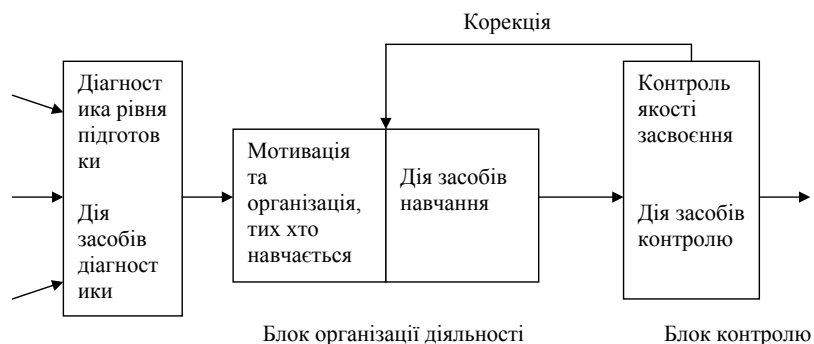 Корекція
Діагност
ика рівня
підготов
ки
Дія
засобів
діагност
ики
Мотивація
та
організація,
тих хто
навчається
Дія засобів
навчання
Контроль
якості
засвоєння
Дія засобів
контролю
Блок організації діяльності
Блок контролю